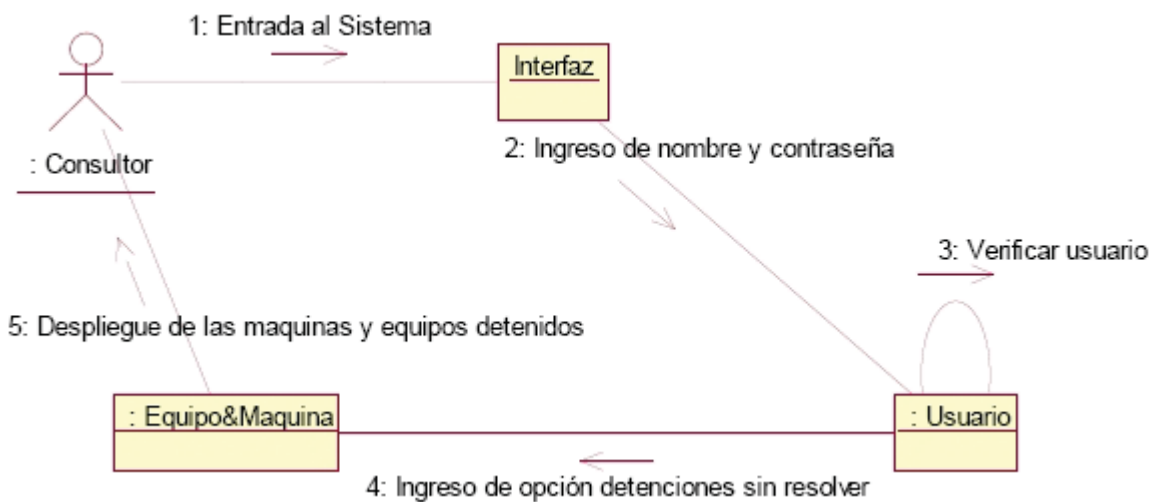 1: Entrada al Sistema
Interfaz
: Consultor
2: Ingreso de nombre y contraseña
3: Verificar usuario
5: Despliegue de las maquinas y equipos detenidos
: Equipo&Maquina
: Usuario
4: Ingreso de opción detenciones sin resolver